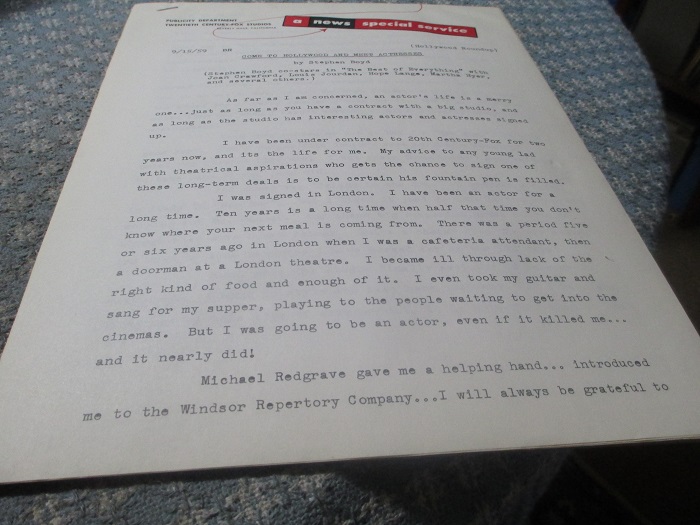 PUBLICITY DEPARTMENT
TWENTIETH CENTURY-FOX STUDIOS
BEVERLY HILLS, CALIFORNIA
a news special service
(Hollywood Roundup)
COME TO HOLLYWOOD AND MEET ACTRESSES
by Stephen Boyd
(Stephen Boyd co-stars in "The Best of Everything" with
Joan Crawford, Louis Jourdan, Hope Lange, Martha Hyer,
and several others.)
As far as I am concerned, an actor's life is a merry
one...Just as long as you have a contract with a big studio, and
as long as the studio has interesting actors and actresses signed
up.
I have been under contract to 20th Century-Fox for two
years now, and its the life for me. My advice to any young lad
with theatrical aspirations who gets the chance to sign one of
these long-term deals is to be certain his fountain pen is filled.
I was signed in London. I have been an actor for a
long time. Ten years is a long time when half that time you don't
know where your next meal is coming from. There was a period five
or six years ago in London when I was a cafeteria attendant, then
a doorman at a London theatre. I became ill through lack of the
right kind of food and enough of it. I even took my guitar and
sang for my supper, playing to the people waiting to get into the
cinemas. But I was going to be an actor, even if it killed me...
and it nearly did!
Michael Redgrave gave me a helping hand... introduced
me to the Windsor Repertory Company...I will always be grateful to